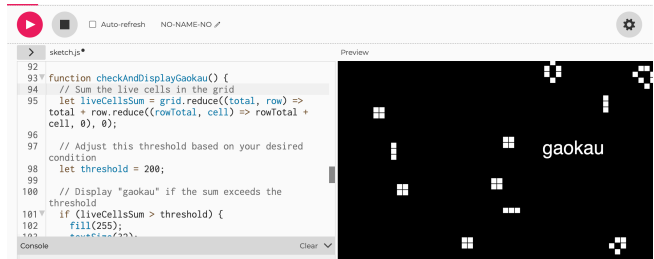 Auto-refresh NO-NAME-NO
sketch.js
Preview
92
93 function checkAndDisplayGaokau() {
94 // Sum the live cells in the grid
95 let liveCellsSum = grid.reduce((total, row) =>
total + row.reduce((rowTotal, cell) => rowTotal +
cell, 0), 0);
96
97 // Adjust this threshold based on your desired
condition
98 let threshold = 200;
99
100 // Display "gaokau" if the sum exceeds the
threshold
101 if (liveCellsSum > threshold) {
102 fill(255);
gaokau
Console Clear